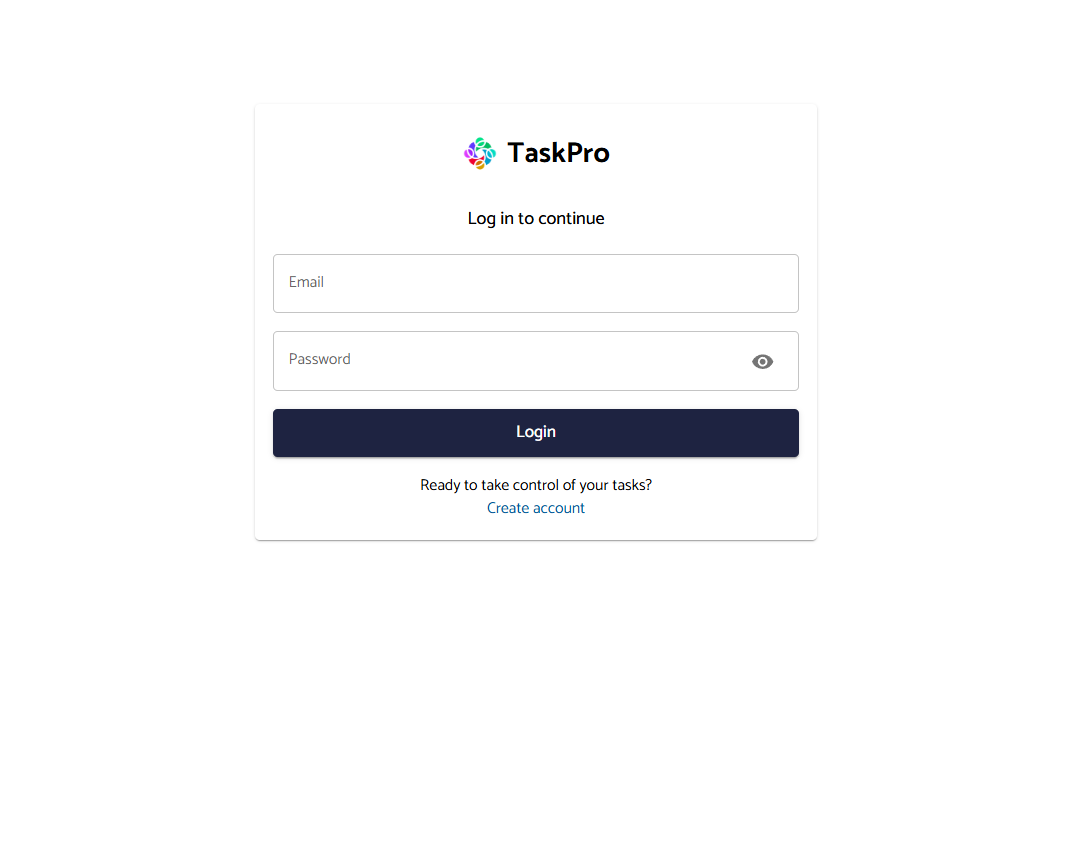 TaskPro
Log in to continue
Email
Password
Login
Ready to take control of your tasks?
Create account